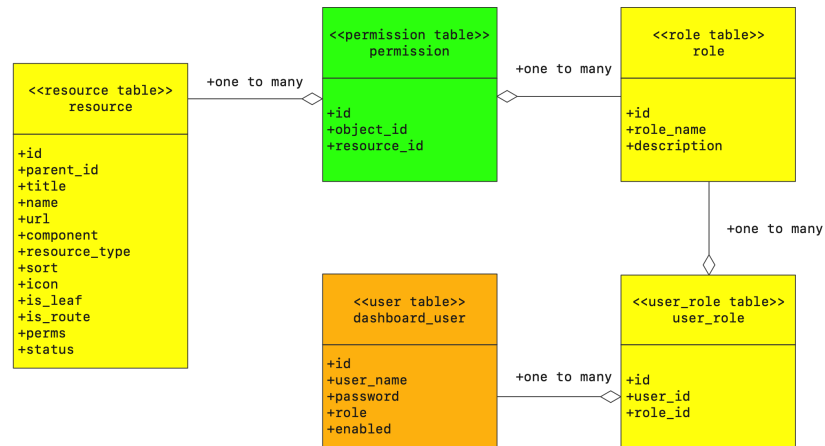 <<resource table>>
resource
+id
+parent_id
+title
+name
+url
+component
+resource_type
+sort
+icon
+is_leaf
+is_route
+perms
+status
+one to many
<<permission table>>
permission
+id
+object_id
+resource_id
+one to many
<<role table>>
role
+id
+role_name
+description
+one to many
<<user table>>
dashboard_user
+id
+user_name
+password
+role
+enabled
+one to many
<<user_role table>>
user_role
+id
+user_id
+role_id